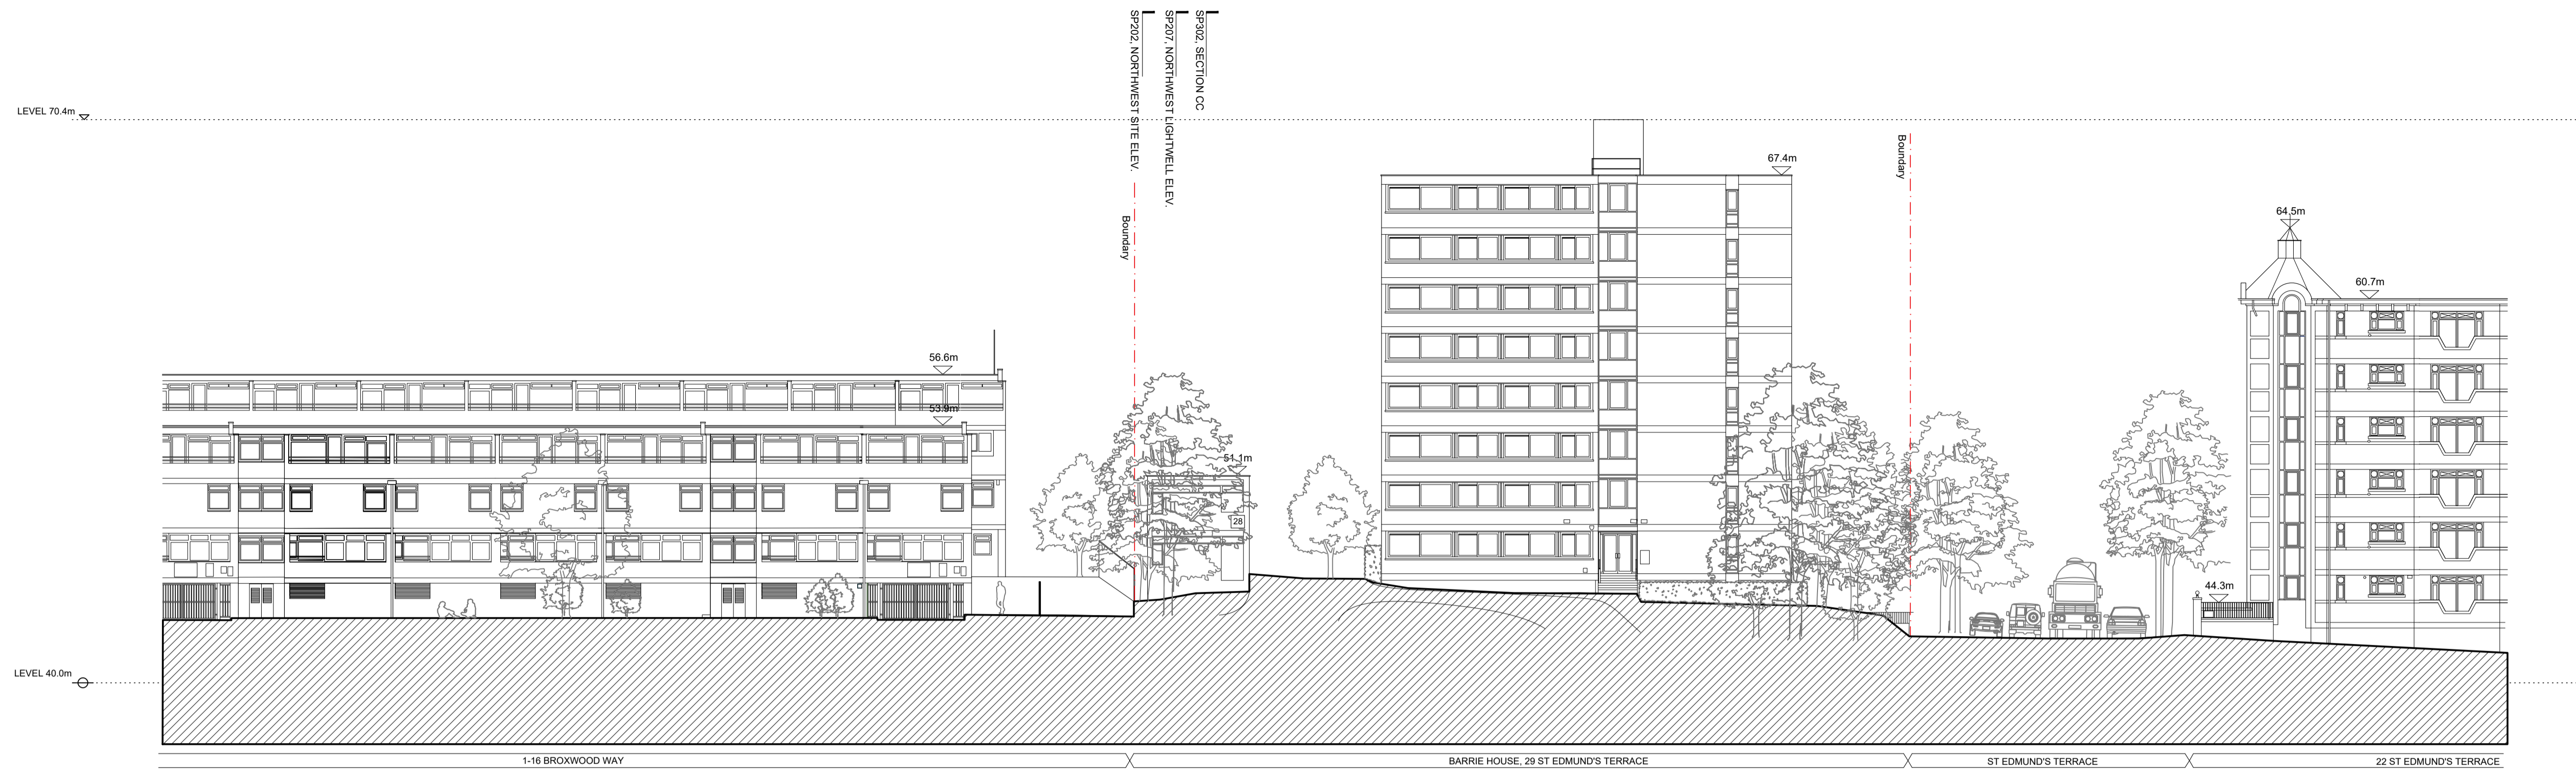 SP202, NORTHWEST SITE ELEV.
SP207, NORTHWEST LIGHTWELL ELEV.
SP302, SECTION CC
LEVEL 70.4m
Boundary
67.4m
Boundary
64.5m
60.7m
56.6m
53.9m
51.1m
28
44.3m
LEVEL 40.0m
1-16 BROXWOOD WAY
BARRIE HOUSE, 29 ST EDMUND'S TERRACE
ST EDMUND'S TERRACE
22 ST EDMUND'S TERRACE